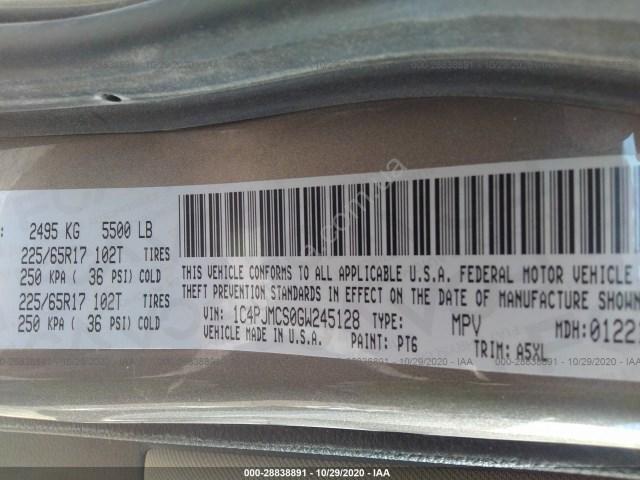 2495 KG 5500 LB
225/65R17 102T TIRES
250 KPA ( 36 PSI) COLD
225/65R17 102T TIRES
250 KPA ( 36 PSI) COLD
THIS VEHICLE CONFORMS TO ALL APPLICABLE U.S.A. FEDERAL MOTOR VEHICLE
THEFT PREVENTION STANDARDS IN EFFECT ON THE DATE OF MANUFACTURE SHOWN
VIN: 1C4PJMCS0GW245128 TYPE: MPV MDH:0122
VEHICLE MADE IN U.S.A. PAINT: PT6 TRIM: A5XL
000-28838891 - 10/29/2020 - IAA